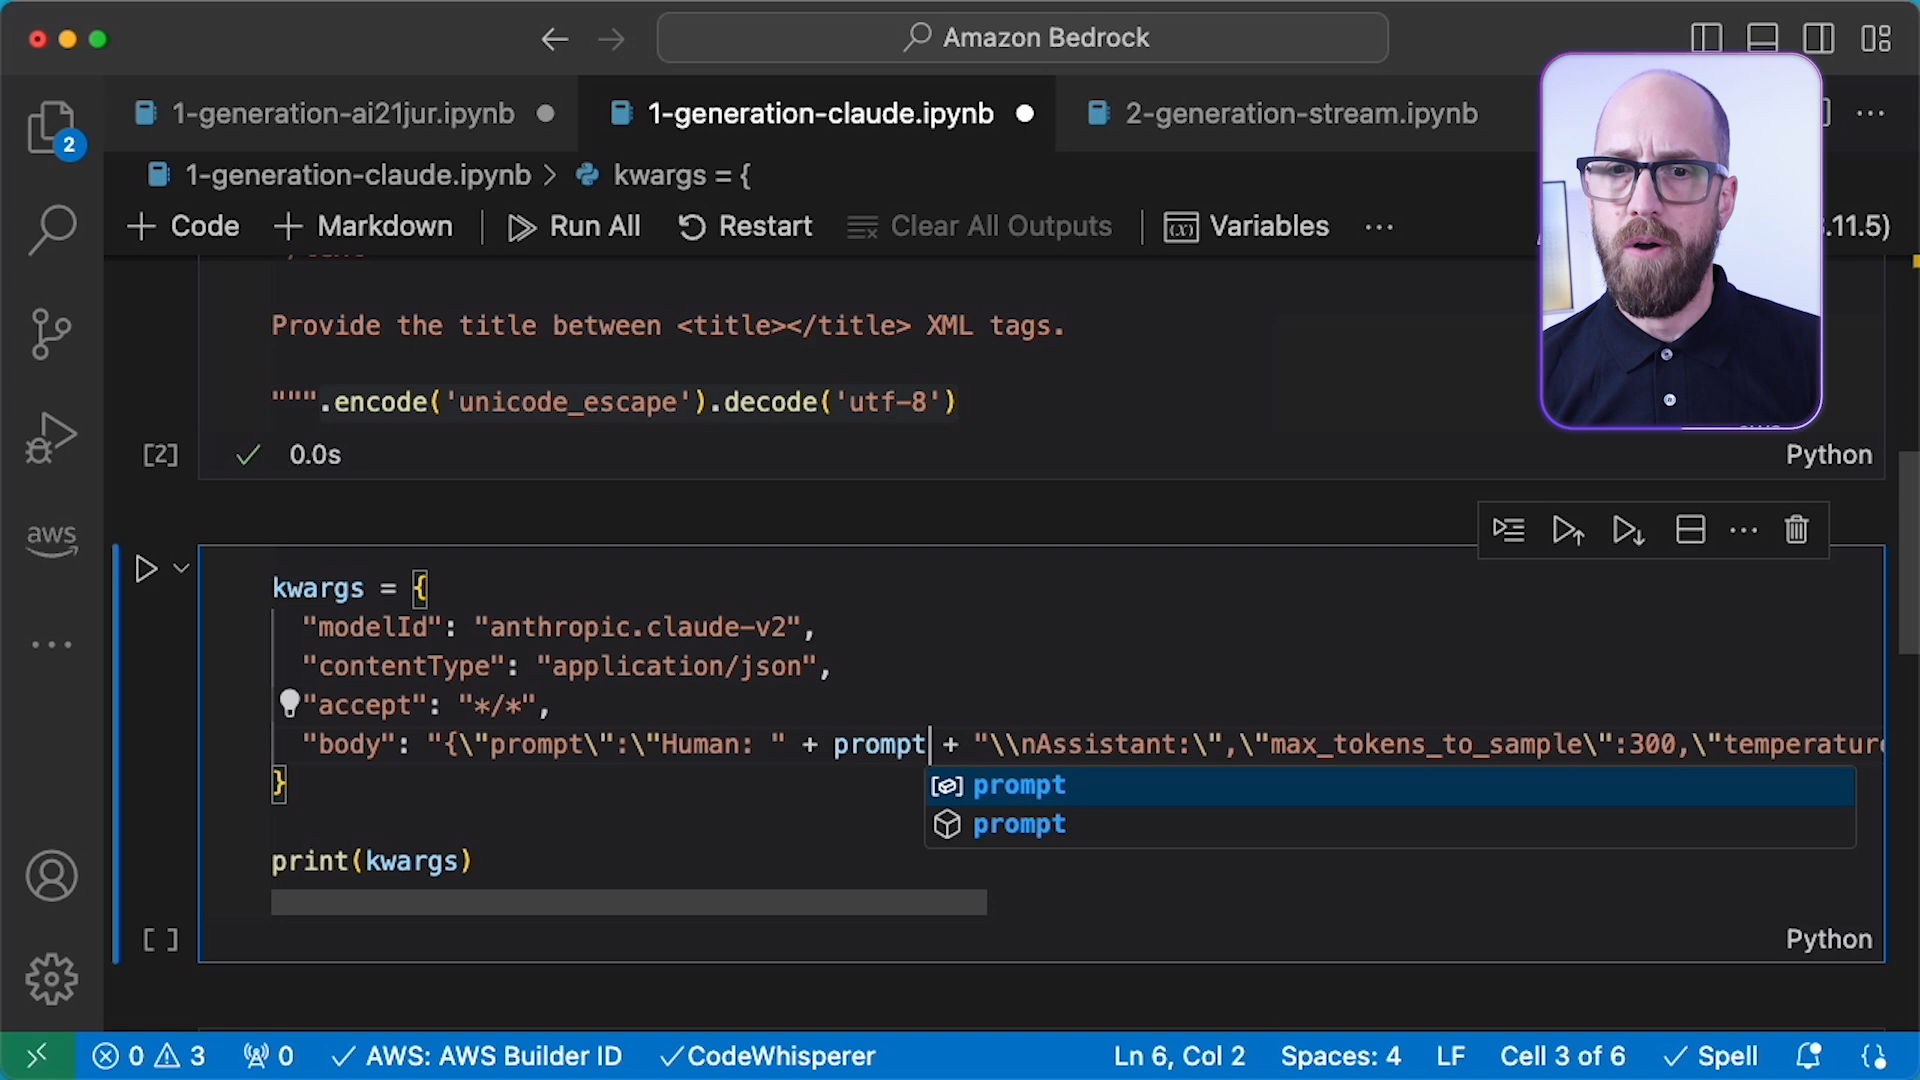 Amazon Bedrock
1-generation-ai21jur.ipynb
1-generation-claude.ipynb
2-generation-stream.ipynb
2
1-generation-claude.ipynb > kwargs = {
+ Code + Markdown Run All Restart Clear All Outputs Variables ... .11.5)
Provide the title between <title></title> XML tags.
""".encode('unicode_escape').decode('utf-8')
[2] ✓ 0.0s Python
aws
kwargs = {
"modelId": "anthropic.claude-v2",
"contentType": "application/json",
"accept": "*/*",
"body": "{\"prompt\":\"Human: " + prompt + "\\nAssistant:\",\"max_tokens_to_sample\":300,\"temperature
}
prompt
prompt
print(kwargs)
[ ] Python
0 3 0 ✓ AWS: AWS Builder ID ✓ CodeWhisperer Ln 6, Col 2 Spaces: 4 LF Cell 3 of 6 ✓ Spell